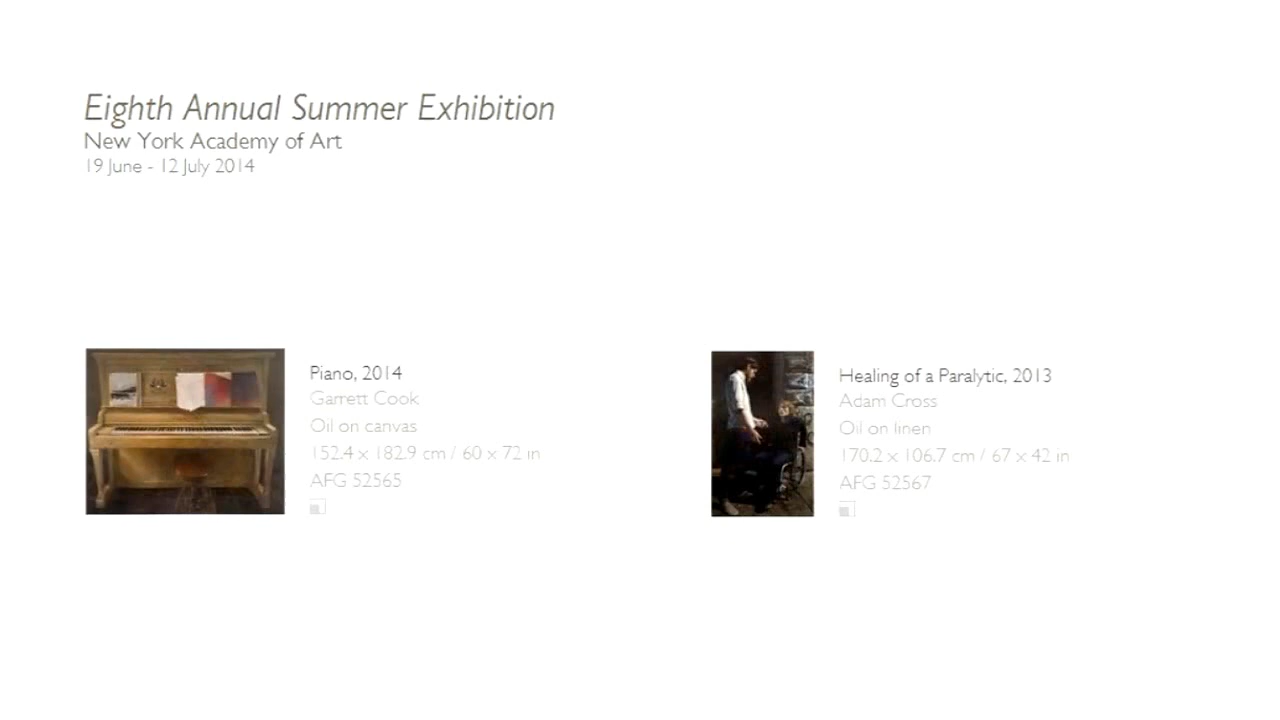 Eighth Annual Summer Exhibition
New York Academy of Art
19 June - 12 July 2014
Piano, 2014
Garrett Cook
Oil on canvas
152.4 x 182.9 cm / 60 x 72 in
AFG 52565
Healing of a Paralytic, 2013
Adam Cross
Oil on linen
170.2 x 106.7 cm / 67 x 42 in
AFG 52567